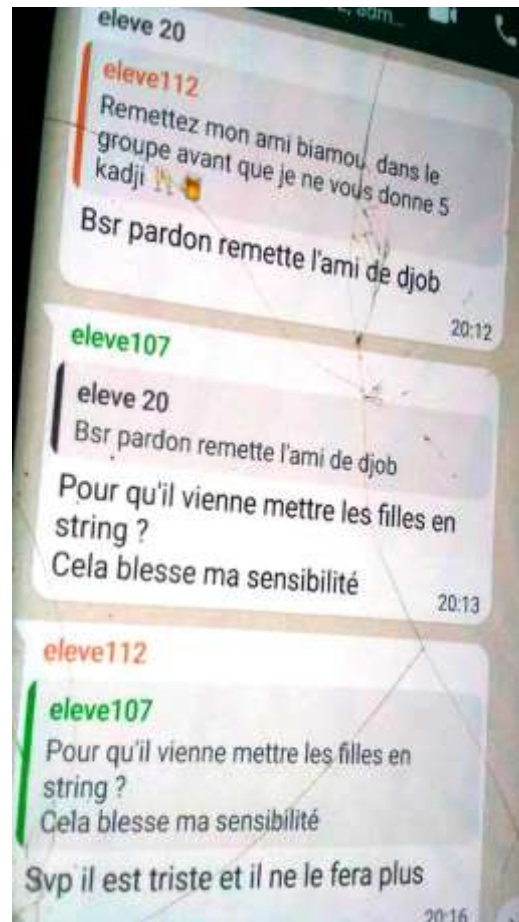 eleve 20
eleve112
Remettez mon ami biamou, dans le
groupe avant que je ne vous donne 5
kadji 🥂🍺
Bsr pardon remette l'ami de djob
20:12
eleve107
eleve 20
Bsr pardon remette l'ami de djob
Pour qu'il vienne mettre les filles en
string ?
Cela blesse ma sensibilité
20:13
eleve112
eleve107
Pour qu'il vienne mettre les filles en
string ?
Cela blesse ma sensibilité
Svp il est triste et il ne le fera plus
20:16